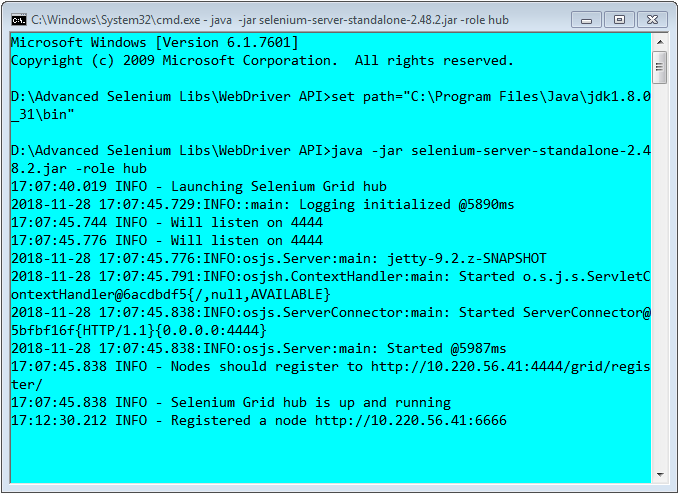 C:\Windows\System32\cmd.exe - java  -jar selenium-server-standalone-2.48.2.jar -role hub
Microsoft Windows [Version 6.1.7601]
Copyright (c) 2009 Microsoft Corporation.  All rights reserved.
D:\Advanced Selenium Libs\WebDriver API>set path="C:\Program Files\Java\jdk1.8.0
_31\bin"
D:\Advanced Selenium Libs\WebDriver API>java -jar selenium-server-standalone-2.4
8.2.jar -role hub
17:07:40.019 INFO - Launching Selenium Grid hub
2018-11-28 17:07:45.729:INFO::main: Logging initialized @5890ms
17:07:45.744 INFO - Will listen on 4444
17:07:45.776 INFO - Will listen on 4444
2018-11-28 17:07:45.776:INFO:osjs.Server:main: jetty-9.2.z-SNAPSHOT
2018-11-28 17:07:45.791:INFO:osjsh.ContextHandler:main: Started o.s.j.s.ServletC
ontextHandler@6acdbdf5{/,null,AVAILABLE}
2018-11-28 17:07:45.838:INFO:osjs.ServerConnector:main: Started ServerConnector@
5bfbf16f{HTTP/1.1}{0.0.0.0:4444}
2018-11-28 17:07:45.838:INFO:osjs.Server:main: Started @5987ms
17:07:45.838 INFO - Nodes should register to http://10.220.56.41:4444/grid/regis
ter/
17:07:45.838 INFO - Selenium Grid hub is up and running
17:12:30.212 INFO - Registered a node http://10.220.56.41:6666